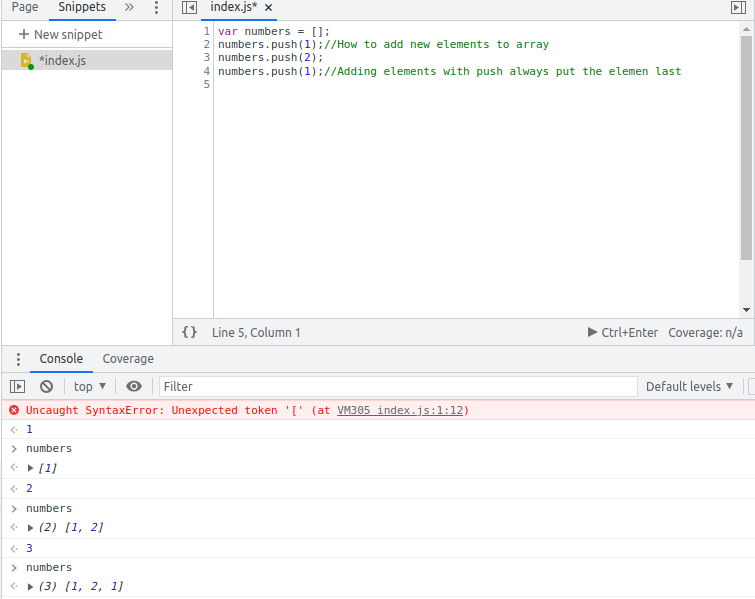 Page Snippets index.js* ×
+ New snippet
*index.js
1 var numbers = [];
2 numbers.push(1);//How to add new elements to array
3 numbers.push(2);
4 numbers.push(1);//Adding elements with push always put the elemen last
5
{} Line 5, Column 1 Ctrl+Enter Coverage: n/a
Console Coverage
top Filter Default levels
Uncaught SyntaxError: Unexpected token '[' (at VM305 index.js:1:12)
1
numbers
[1]
2
numbers
(2) [1, 2]
3
numbers
(3) [1, 2, 1]